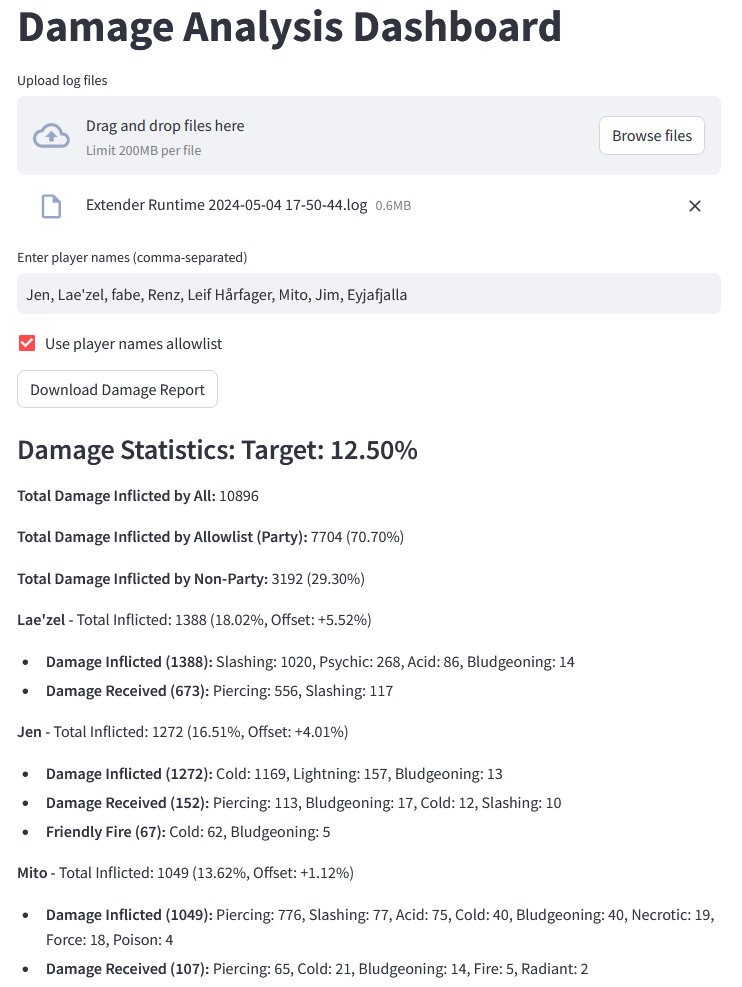 Damage Analysis Dashboard
Upload log files
Drag and drop files here
Limit 200MB per file
Browse files
Extender Runtime 2024-05-04 17-50-44.log 0.6MB
Enter player names (comma-separated)
Jen, Lae'zel, fabe, Renz, Leif Hårfager, Mito, Jim, Eyjafjalla
Use player names allowlist
Download Damage Report
Damage Statistics: Target: 12.50%
Total Damage Inflicted by All: 10896
Total Damage Inflicted by Allowlist (Party): 7704 (70.70%)
Total Damage Inflicted by Non-Party: 3192 (29.30%)
Lae'zel - Total Inflicted: 1388 (18.02%, Offset: +5.52%)
• Damage Inflicted (1388): Slashing: 1020, Psychic: 268, Acid: 86, Bludgeoning: 14
• Damage Received (673): Piercing: 556, Slashing: 117
Jen - Total Inflicted: 1272 (16.51%, Offset: +4.01%)
• Damage Inflicted (1272): Cold: 1169, Lightning: 157, Bludgeoning: 13
• Damage Received (152): Piercing: 113, Bludgeoning: 17, Cold: 12, Slashing: 10
• Friendly Fire (67): Cold: 62, Bludgeoning: 5
Mito - Total Inflicted: 1049 (13.62%, Offset: +1.12%)
• Damage Inflicted (1049): Piercing: 776, Slashing: 77, Acid: 75, Cold: 40, Bludgeoning: 40, Necrotic: 19,
Force: 18, Poison: 4
• Damage Received (107): Piercing: 65, Cold: 21, Bludgeoning: 14, Fire: 5, Radiant: 2